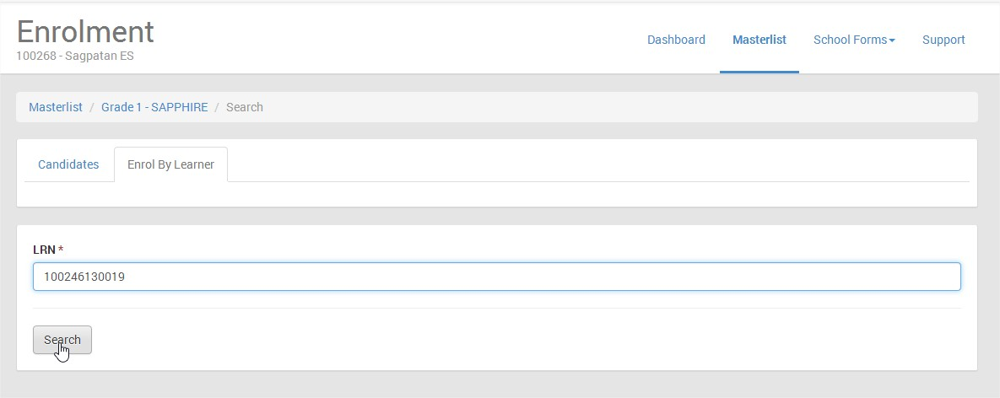 Enrolment
100268 - Sagpatan ES
Dashboard Masterlist School Forms Support
Masterlist / Grade 1 - SAPPHIRE / Search
Candidates Enrol By Learner
LRN *
100246130019
Search